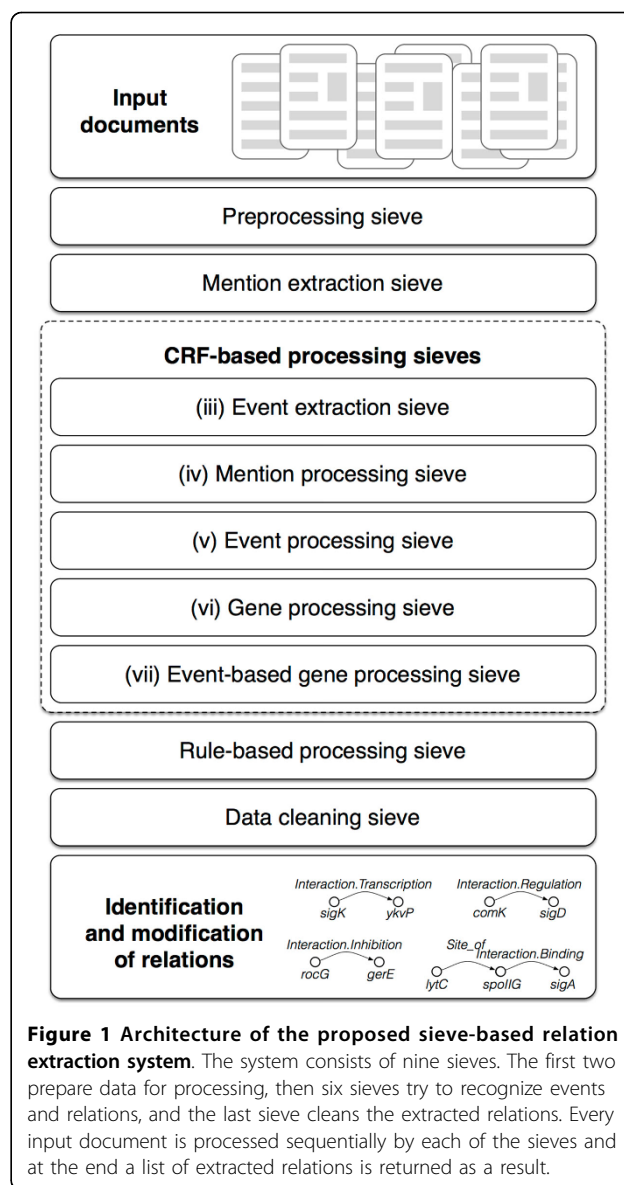 Input
documents
Preprocessing sieve
Mention extraction sieve
CRF-based processing sieves
(iii) Event extraction sieve
(iv) Mention processing sieve
(v) Event processing sieve
(vi) Gene processing sieve
(vii) Event-based gene processing sieve
Rule-based processing sieve
Data cleaning sieve
Identification
and modification
of relations
Interaction.Transcription
sigK ykvP
Interaction.Regulation
comK sigD
Interaction.Inhibition
rocG gerE
Site_of
Interaction.Binding
lytC spoIIG sigA
Figure 1 Architecture of the proposed sieve-based relation
extraction system. The system consists of nine sieves. The first two
prepare data for processing, then six sieves try to recognize events
and relations, and the last sieve cleans the extracted relations. Every
input document is processed sequentially by each of the sieves and
at the end a list of extracted relations is returned as a result.